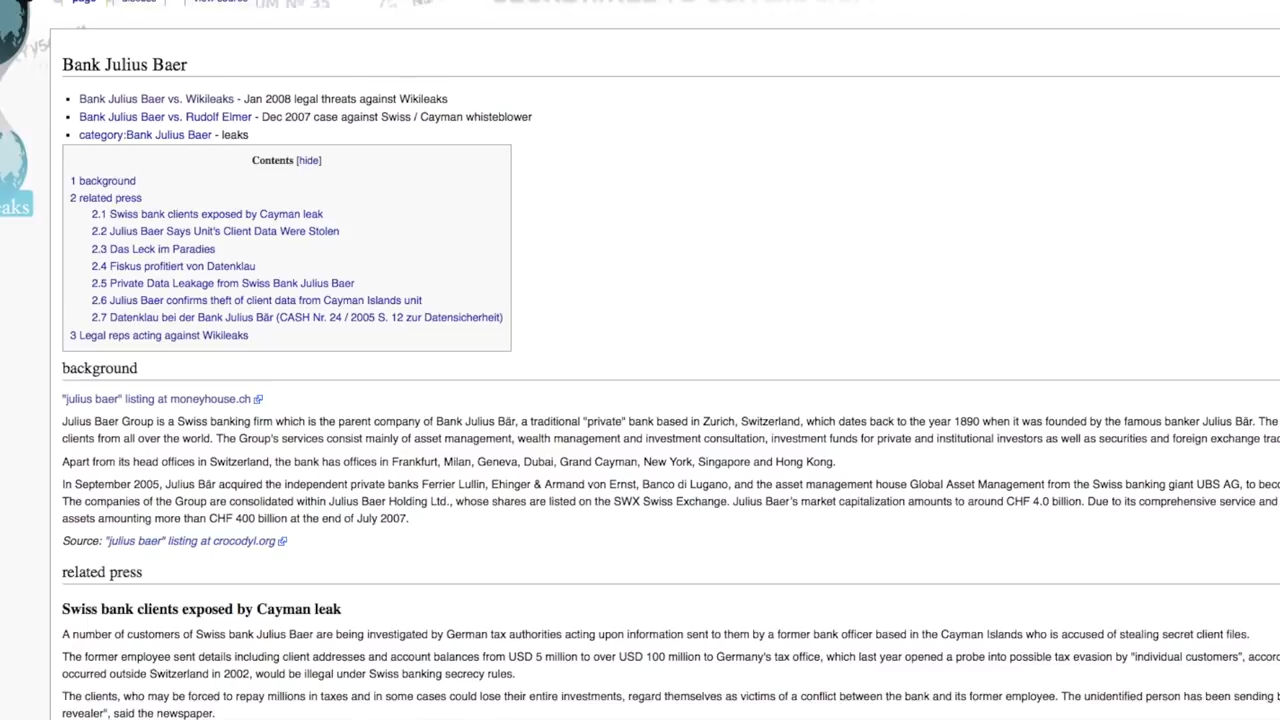 page discuss view source
Bank Julius Baer
Bank Julius Baer vs. Wikileaks - Jan 2008 legal threats against Wikileaks
Bank Julius Baer vs. Rudolf Elmer - Dec 2007 case against Swiss / Cayman whisteblower
category:Bank Julius Baer - leaks
Contents [hide]
1 background
2 related press
2.1 Swiss bank clients exposed by Cayman leak
2.2 Julius Baer Says Unit's Client Data Were Stolen
2.3 Das Leck im Paradies
2.4 Fiskus profitiert von Datenklau
2.5 Private Data Leakage from Swiss Bank Julius Baer
2.6 Julius Baer confirms theft of client data from Cayman Islands unit
2.7 Datenklau bei der Bank Julius Bär (CASH Nr. 24 / 2005 S. 12 zur Datensicherheit)
3 Legal reps acting against Wikileaks
aks
background
"julius baer" listing at moneyhouse.ch
Julius Baer Group is a Swiss banking firm which is the parent company of Bank Julius Bär, a traditional "private" bank based in Zurich, Switzerland, which dates back to the year 1890 when it was founded by the famous banker Julius Bär. The
clients from all over the world. The Group's services consist mainly of asset management, wealth management and investment consultation, investment funds for private and institutional investors as well as securities and foreign exchange tra
Apart from its head offices in Switzerland, the bank has offices in Frankfurt, Milan, Geneva, Dubai, Grand Cayman, New York, Singapore and Hong Kong.
In September 2005, Julius Bär acquired the independent private banks Ferrier Lullin, Ehinger & Armand von Ernst, Banco di Lugano, and the asset management house Global Asset Management from the Swiss banking giant UBS AG, to beco
The companies of the Group are consolidated within Julius Baer Holding Ltd., whose shares are listed on the SWX Swiss Exchange. Julius Baer's market capitalization amounts to around CHF 4.0 billion. Due to its comprehensive service and
assets amounting more than CHF 400 billion at the end of July 2007.
Source: "julius baer" listing at crocodyl.org
related press
Swiss bank clients exposed by Cayman leak
A number of customers of Swiss bank Julius Baer are being investigated by German tax authorities acting upon information sent to them by a former bank officer based in the Cayman Islands who is accused of stealing secret client files.
The former employee sent details including client addresses and account balances from USD 5 million to over USD 100 million to Germany's tax office, which last year opened a probe into possible tax evasion by "individual customers", accor
occurred outside Switzerland in 2002, would be illegal under Swiss banking secrecy rules.
The clients, who may be forced to repay millions in taxes and in some cases could lose their entire investments, regard themselves as victims of a conflict between the bank and its former employee. The unidentified person has been sending b
revealer", said the newspaper.